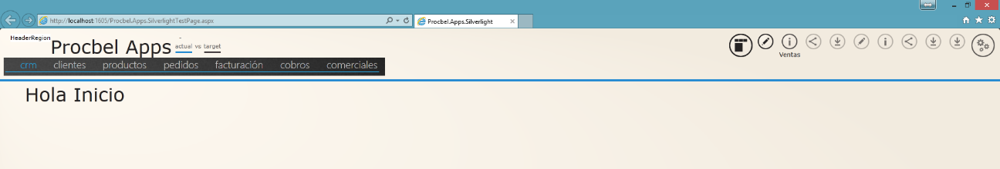 http://localhost:1605/Procbel.Apps.SilverlightTestPage.aspx
Procbel.Apps.Silverlight
HeaderRegion
Procbel Apps
-
actual vs target
Ventas
crm clientes productos pedidos facturación cobros comerciales
Hola Inicio